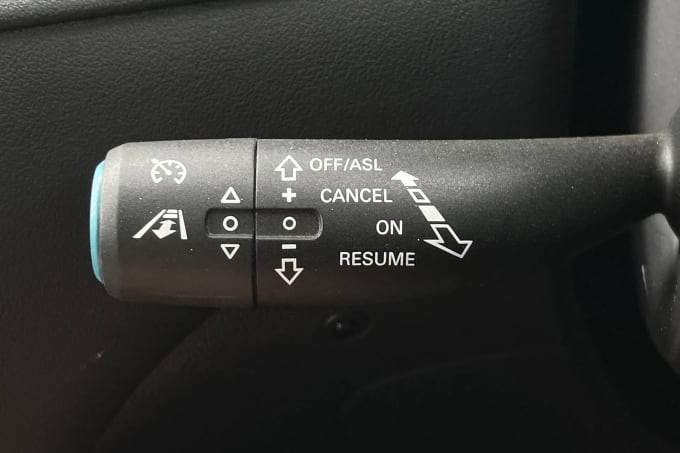 OFF/ASL
+ CANCEL
ON
- RESUME